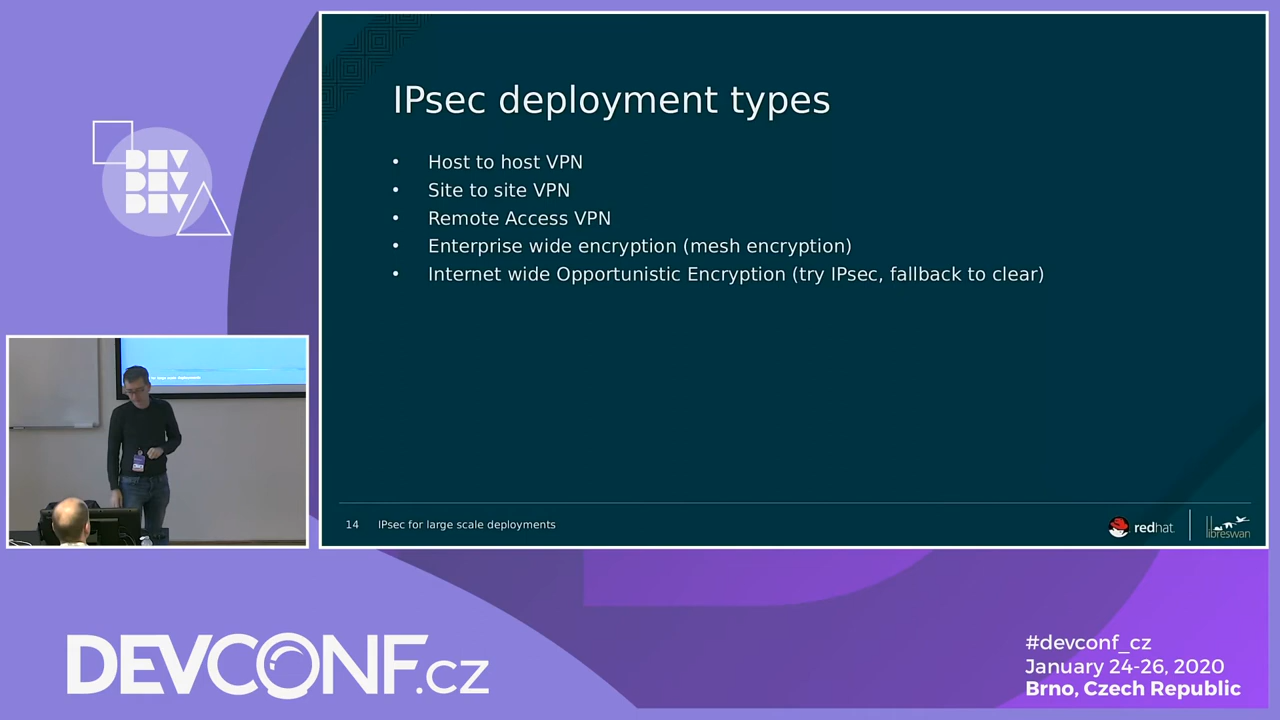 DEV
DEV
DEV
IPsec deployment types
• Host to host VPN
• Site to site VPN
• Remote Access VPN
• Enterprise wide encryption (mesh encryption)
• Internet wide Opportunistic Encryption (try IPsec, fallback to clear)
14 IPsec for large scale deployments
redhat.
libreswan
DEVCONF.cz
#devconf_cz
January 24-26, 2020
Brno, Czech Republic